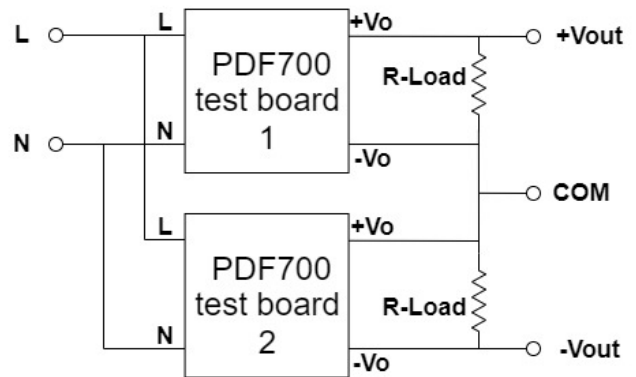 L
L
+Vo
+Vout
PDF700
test board
1
R-Load
N
N
-Vo
COM
L
+Vo
PDF700
test board
2
R-Load
N
-Vo
-Vout